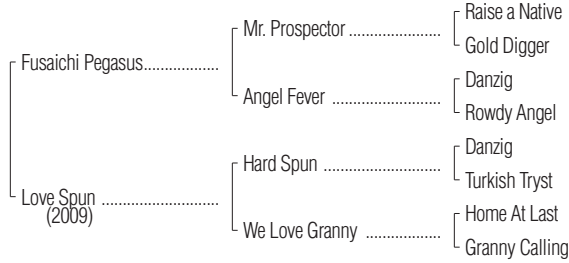 Raise a Native
Mr. Prospector ......................
Gold Digger
Fusaichi Pegasus..................
Danzig
Angel Fever ..........................
Rowdy Angel
Danzig
Hard Spun ............................
Turkish Tryst
Love Spun ............................
(2009)
Home At Last
We Love Granny ..................
Granny Calling